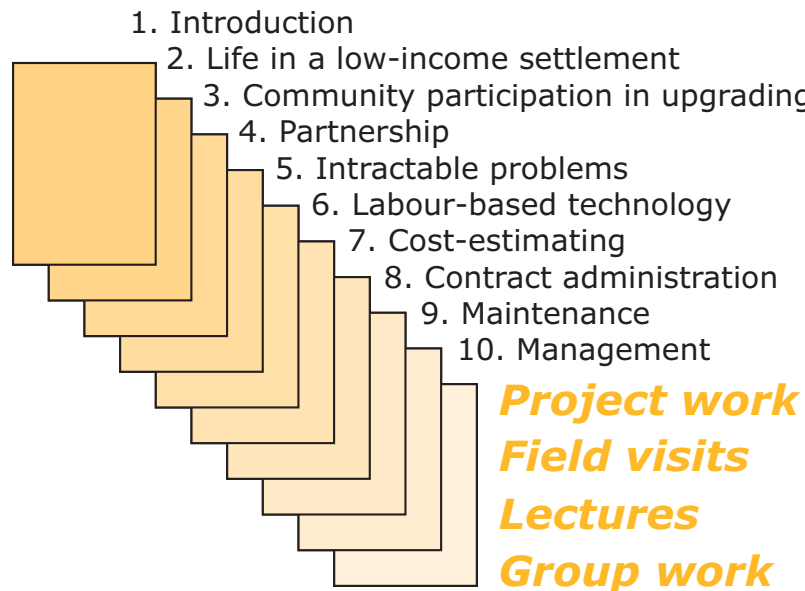 1. Introduction
2. Life in a low-income settlement
3. Community participation in upgrading
4. Partnership
5. Intractable problems
6. Labour-based technology
7. Cost-estimating
8. Contract administration
9. Maintenance
10. Management
Project work
Field visits
Lectures
Group work